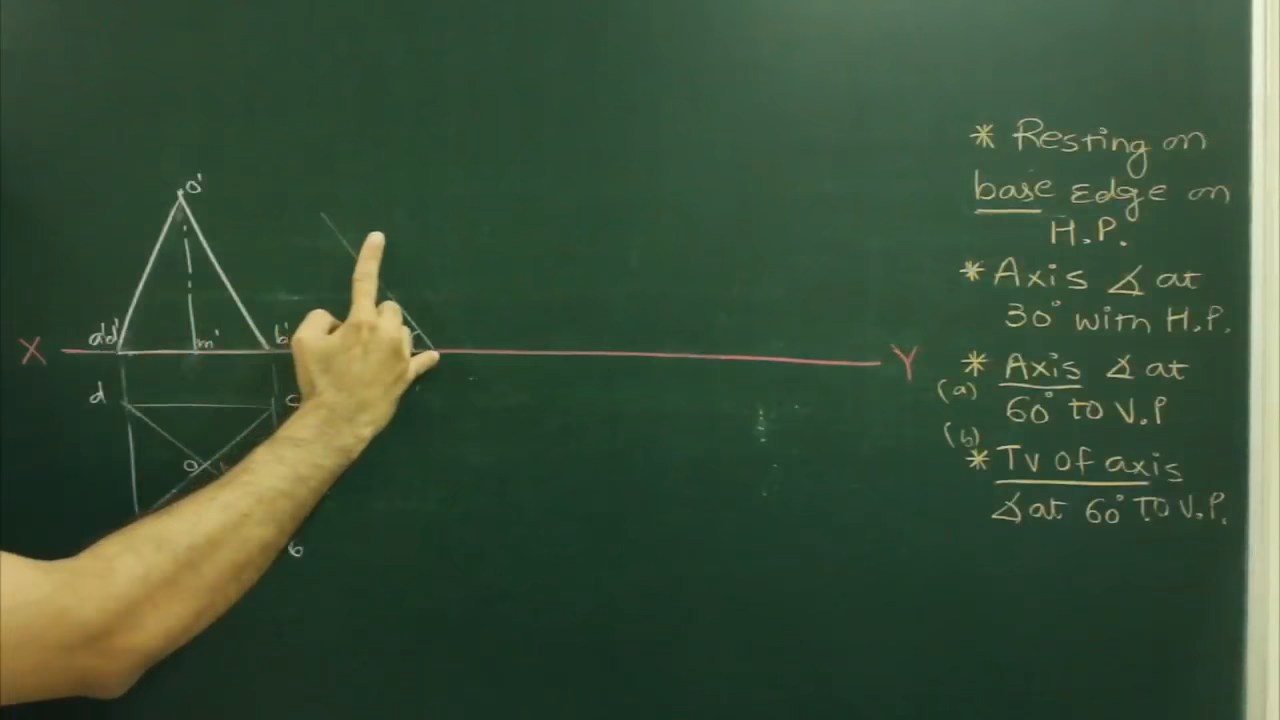 o'
a'd'
m'
b'
X
Y
d
c
o
b
* Resting on
base Edge on
H.P.
* Axis ∡ at
30° with H.P.
* Axis ∡ at
(a)
60° to V.P
(b)
* Tv of axis
∡ at 60° TO V.P.